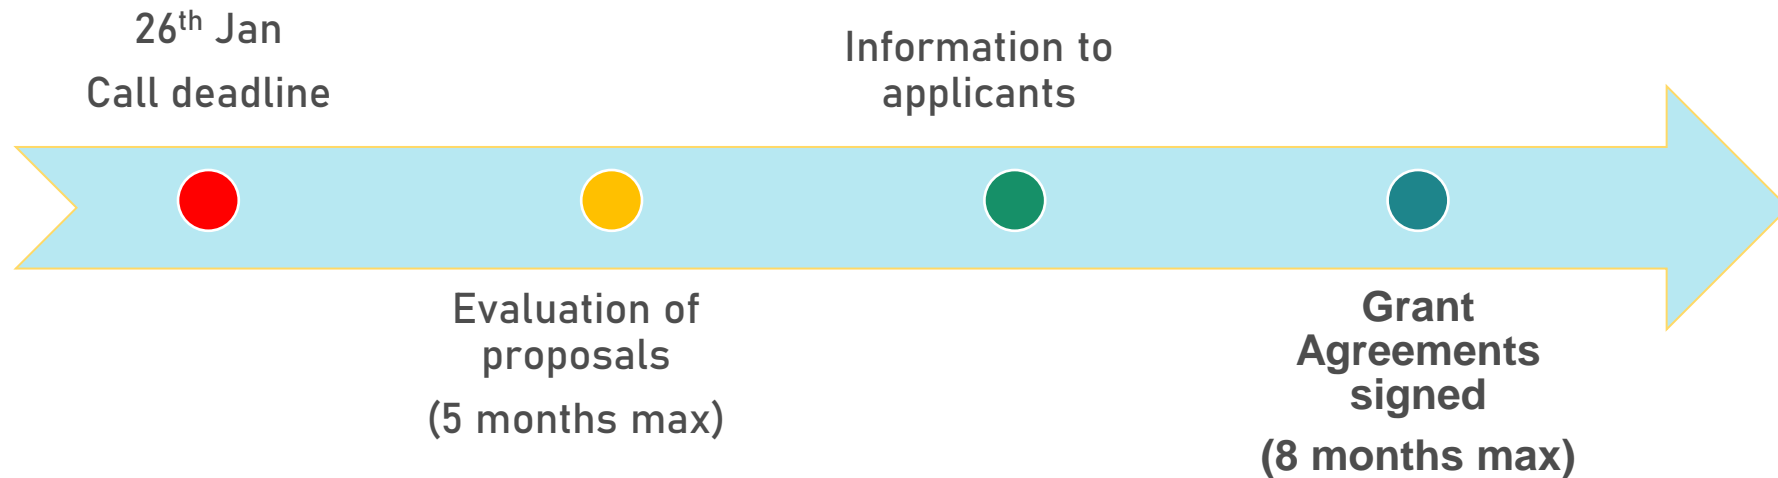 26th Jan
Call deadline
Evaluation of
proposals
(5 months max)
Information to
applicants
Grant
Agreements
signed
(8 months max)